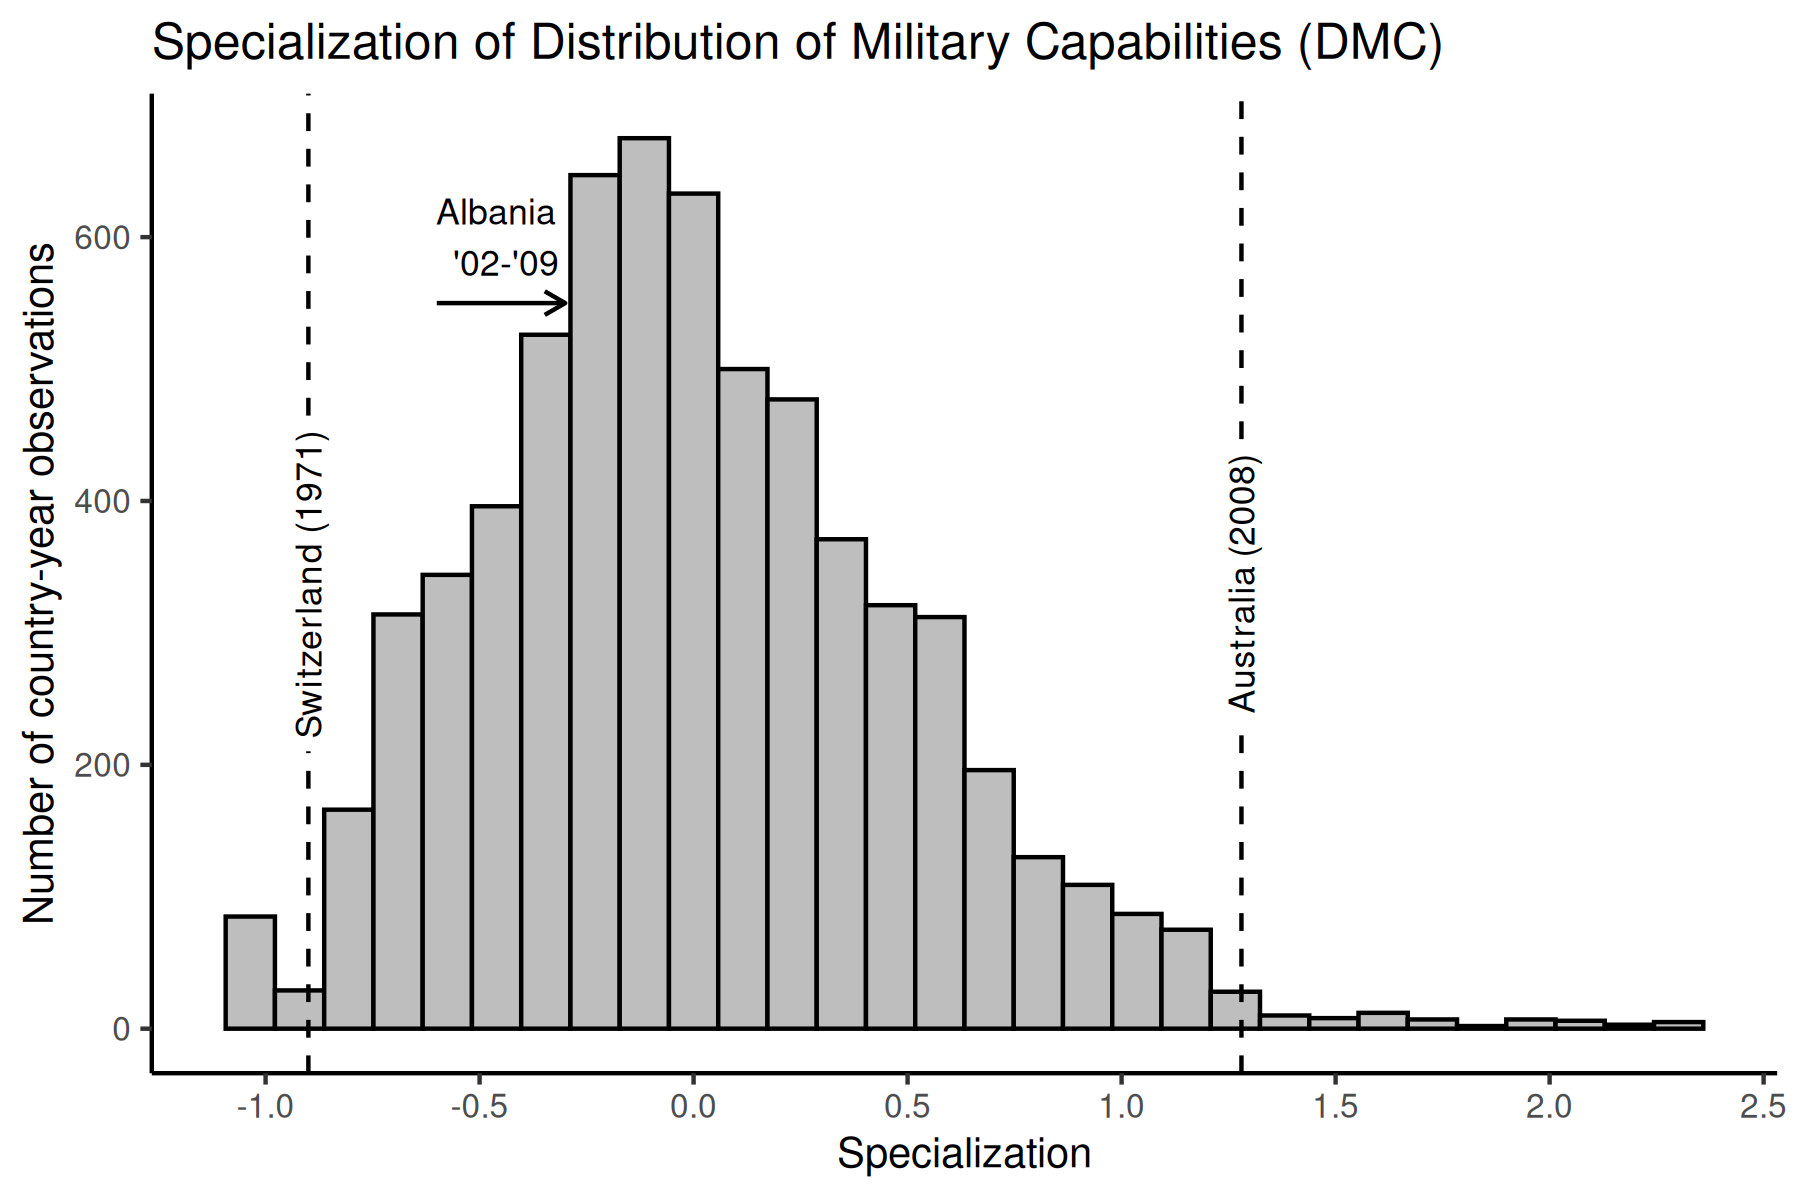 Specialization of Distribution of Military Capabilities (DMC)
Number of country-year observations
600
400
200
0
Albania
'02-'09
Switzerland (1971)
Australia (2008)
-1.0
-0.5
0.0
0.5
1.0
1.5
2.0
2.5
Specialization